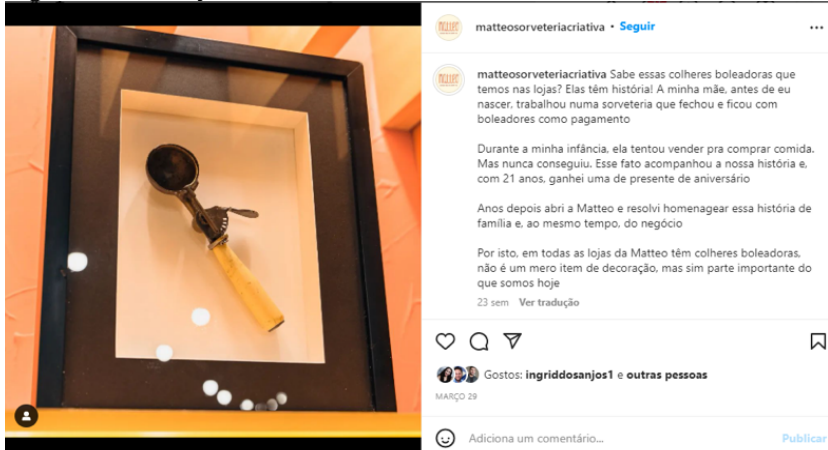 matteosorveteriacriativa • Seguir
matteosorveteriacriativa Sabe essas colheres boleadoras que
temos nas lojas? Elas têm história! A minha mãe, antes de eu
nascer, trabalhou numa sorveteria que fechou e ficou com
boleadores como pagamento
Durante a minha infância, ela tentou vender pra comprar comida.
Mas nunca conseguiu. Esse fato acompanhou a nossa história e,
com 21 anos, ganhei uma de presente de aniversário
Anos depois abri a Matteo e resolvi homenagear essa história de
família e, ao mesmo tempo, do negócio
Por isto, em todas as lojas da Matteo têm colheres boleadoras,
não é um mero item de decoração, mas sim parte importante do
que somos hoje
23 sem Ver tradução
Gostos: ingriddosanjos1 e outras pessoas
MARÇO 29
Adiciona um comentário... Publicar